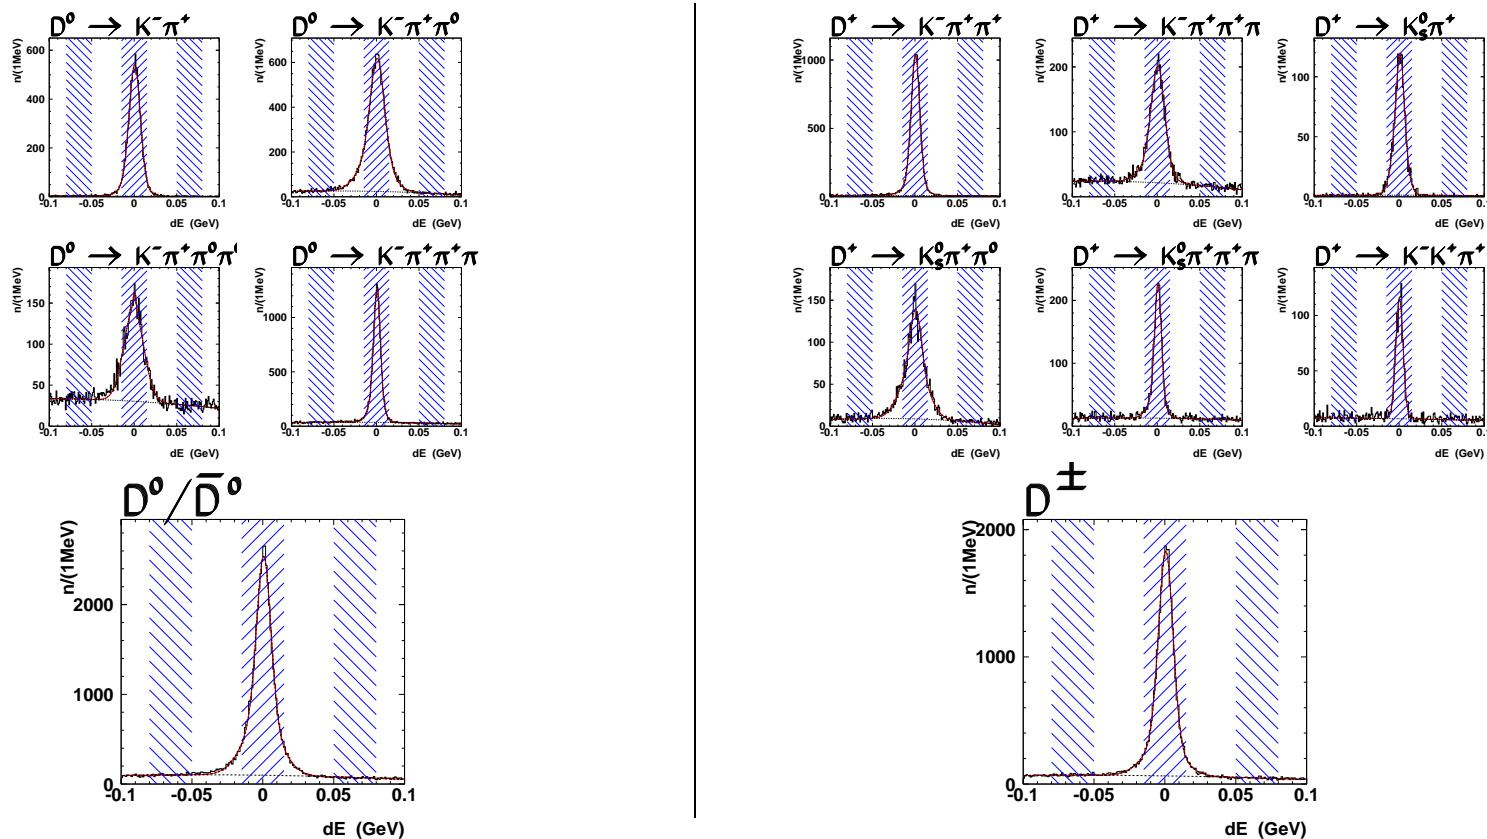 D⁰ → K⁻π⁺
n/(1MeV)
600
400
200
0
-0.1 -0.05 0 0.05 0.1
dE (GeV)
D⁰ → K⁻π⁺π⁰
n/(1MeV)
600
400
200
0
-0.1 -0.05 0 0.05 0.1
dE (GeV)
D⁰ → K⁻π⁺π⁰π⁰
n/(1MeV)
150
100
50
0
-0.1 -0.05 0 0.05 0.1
dE (GeV)
D⁰ → K⁻π⁺π⁺π
n/(1MeV)
1000
500
0
-0.1 -0.05 0 0.05 0.1
dE (GeV)
D⁰/D̅⁰
n/(1MeV)
2000
1000
0
-0.1 -0.05 0 0.05 0.1
dE (GeV)
D⁺ → K⁻π⁺π⁺
n/(1MeV)
1000
500
0
-0.1 -0.05 0 0.05 0.1
dE (GeV)
D⁺ → K⁻π⁺π⁺π
n/(1MeV)
200
100
0
-0.1 -0.05 0 0.05 0.1
dE (GeV)
D⁺ → K⁰ₛπ⁺
n/(1MeV)
100
50
0
-0.1 -0.05 0 0.05 0.1
dE (GeV)
D⁺ → K⁰ₛπ⁺π⁰
n/(1MeV)
150
100
50
0
-0.1 -0.05 0 0.05 0.1
dE (GeV)
D⁺ → K⁰ₛπ⁺π⁺π
n/(1MeV)
200
100
0
-0.1 -0.05 0 0.05 0.1
dE (GeV)
D⁺ → K⁻K⁺π⁺
n/(1MeV)
100
50
0
-0.1 -0.05 0 0.05 0.1
dE (GeV)
D±
n/(1MeV)
2000
1000
0
-0.1 -0.05 0 0.05 0.1
dE (GeV)